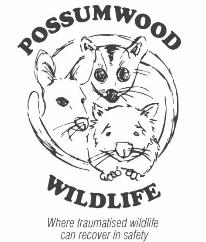 POSSUMWOOD
WILDLIFE
Where traumatised wildlife
can recover in safety